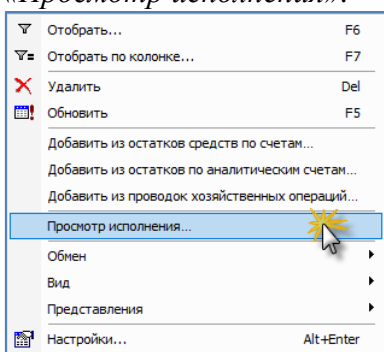 «Просмотр исполнения».
Отобрать... F6
Отобрать по колонке... F7
Удалить Del
Обновить F5
Добавить из остатков средств по счетам...
Добавить из остатков по аналитическим счетам...
Добавить из проводок хозяйственных операций...
Просмотр исполнения...
Обмен
Вид
Представления
Настройки... Alt+Enter